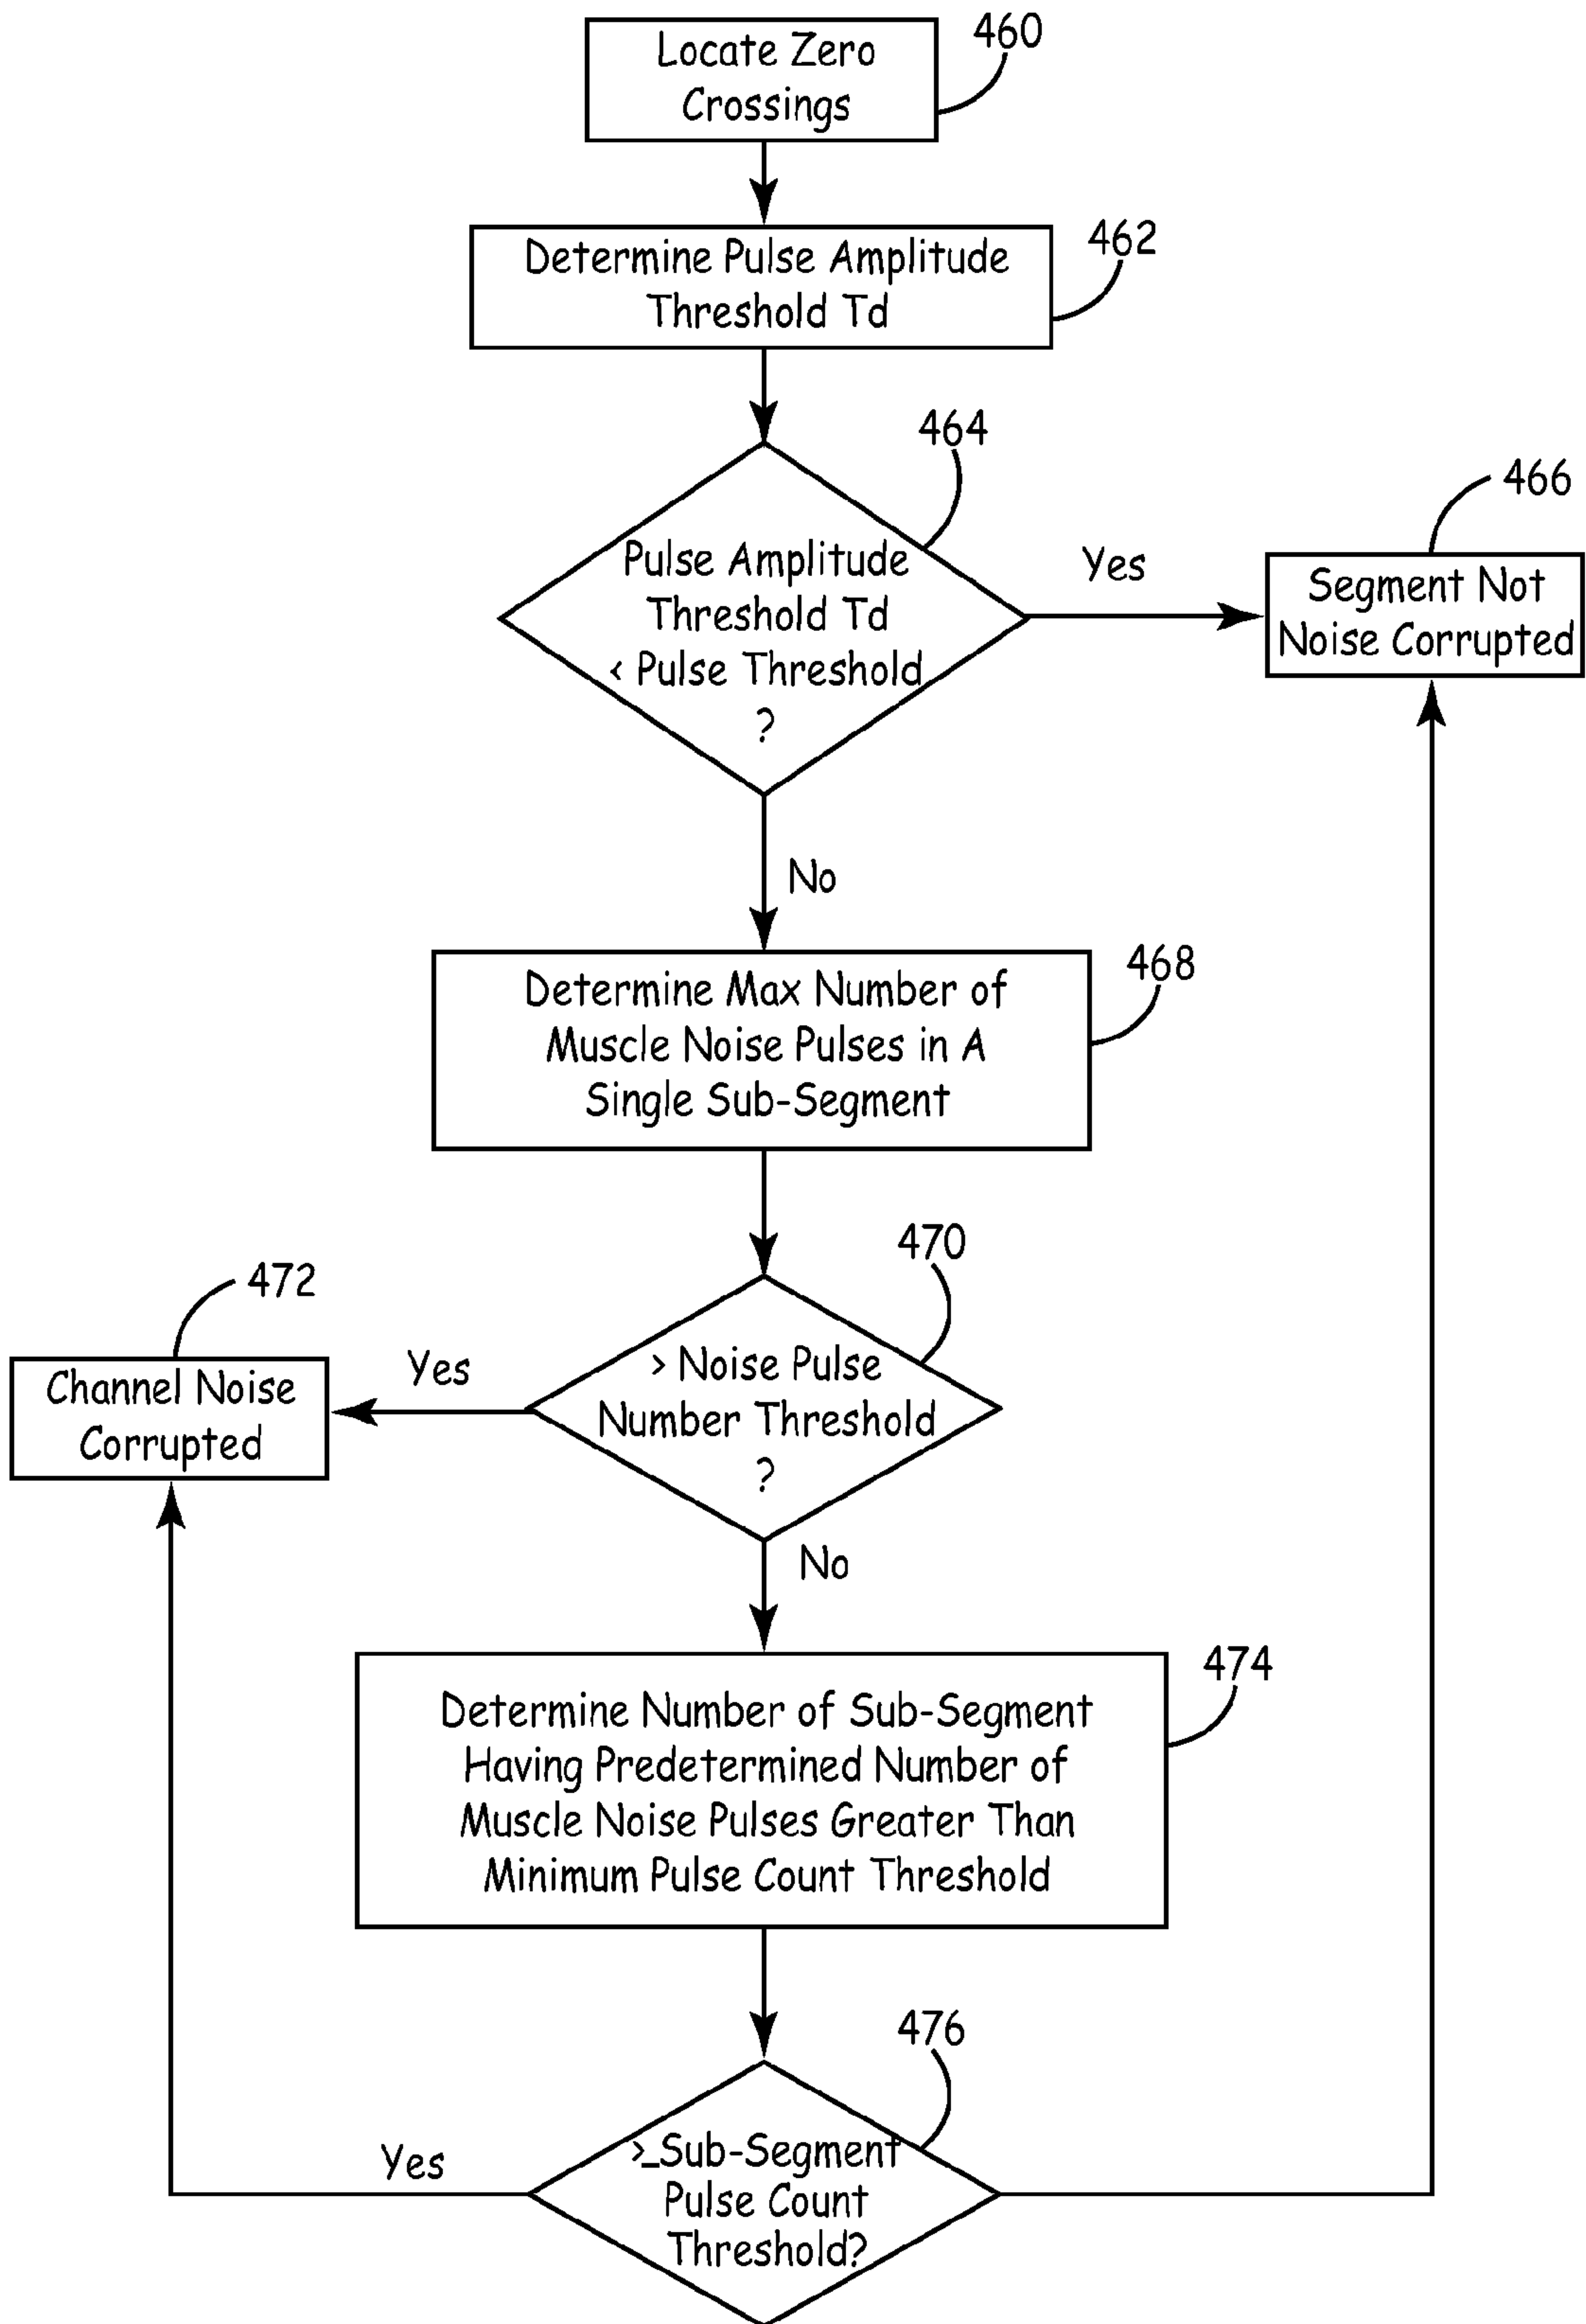 460
Locate Zero
Crossings
462
Determine Pulse Amplitude
Threshold Td
464
Pulse Amplitude
Threshold Td
< Pulse Threshold
?
Yes
466
Segment Not
Noise Corrupted
No
468
Determine Max Number of
Muscle Noise Pulses in A
Single Sub-Segment
470
> Noise Pulse
Number Threshold
?
Yes
472
Channel Noise
Corrupted
No
474
Determine Number of Sub-Segment
Having Predetermined Number of
Muscle Noise Pulses Greater Than
Minimum Pulse Count Threshold
476
>_Sub-Segment
Pulse Count
Threshold?
Yes